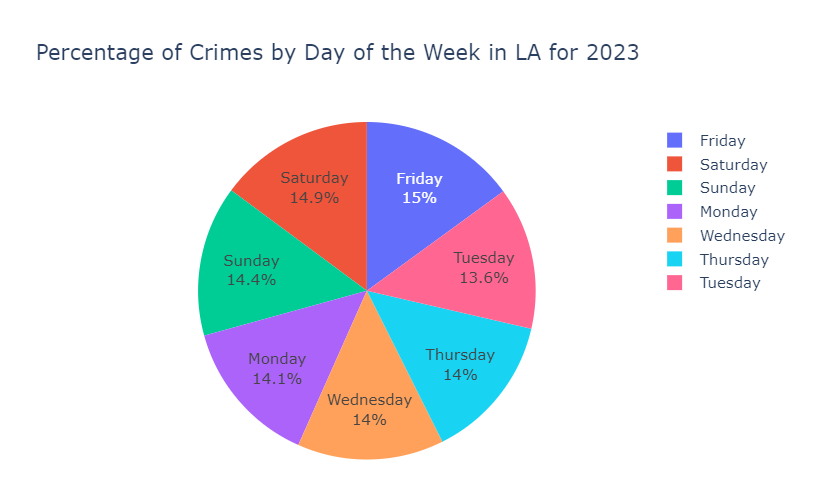 Percentage of Crimes by Day of the Week in LA for 2023
Friday
15%
Saturday
14.9%
Sunday
14.4%
Monday
14.1%
Wednesday
14%
Thursday
14%
Tuesday
13.6%
Friday
Saturday
Sunday
Monday
Wednesday
Thursday
Tuesday